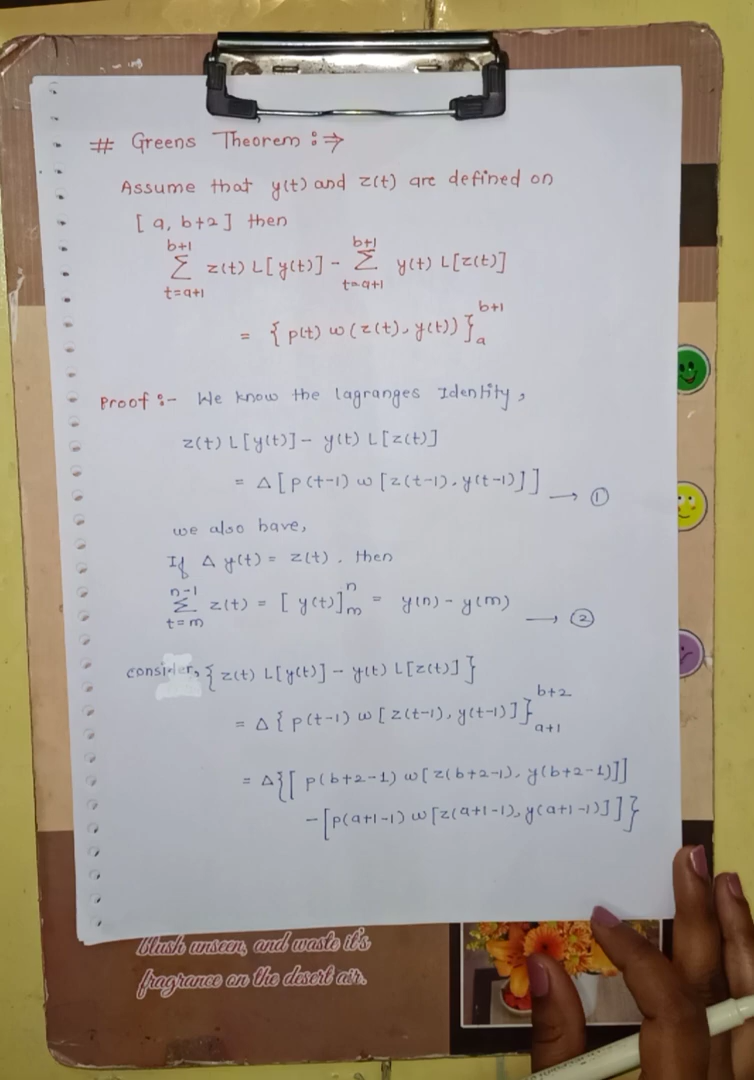 # Greens Theorem :⇒
Assume that y(t) and z(t) are defined on
[a, b+2] then
b+1 Σ t=a+1 z(t) L[y(t)] - b+1 Σ t=a+1 y(t) L[z(t)]
= {p(t) w(z(t), y(t))} b+1 a
Proof :- We know the lagranges Identity,
z(t) L[y(t)] - y(t) L[z(t)]
= Δ[p(t-1) w[z(t-1), y(t-1)]] → ①
we also have,
If Δ y(t) = z(t). then
n-1 Σ t=m z(t) = [y(t)] n m = y(n) - y(m) → ②
consider, {z(t) L[y(t)] - y(t) L[z(t)]}
= Δ{p(t-1) w[z(t-1), y(t-1)]} b+2 a+1
= Δ{[p(b+2-1) w[z(b+2-1), y(b+2-1)]]
-[p(a+1-1) w[z(a+1-1), y(a+1-1)]]}
blush unseen, and waste it's
fragrance on the desert air.